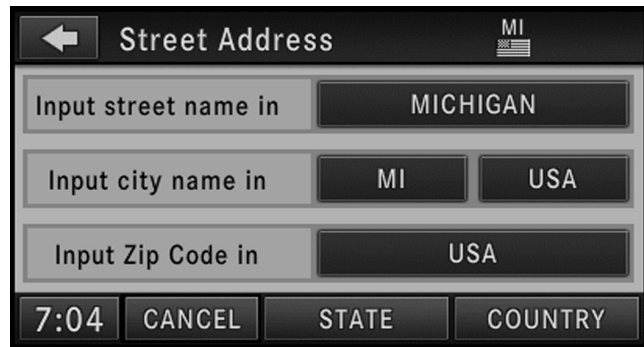 Street Address MI
Input street name in MICHIGAN
Input city name in MI USA
Input Zip Code in USA
7:04 CANCEL STATE COUNTRY